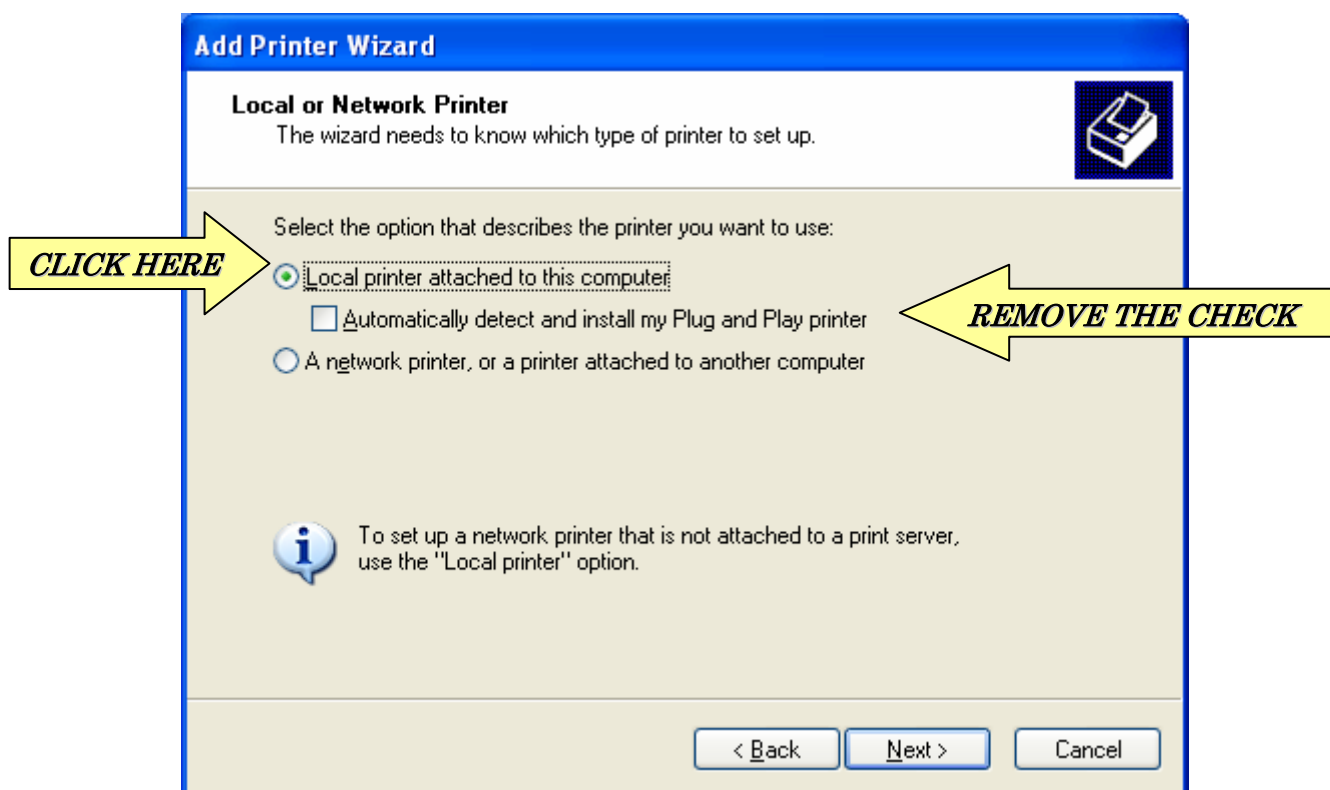 Add Printer Wizard
Local or Network Printer
The wizard needs to know which type of printer to set up.
Select the option that describes the printer you want to use:
CLICK HERE
Local printer attached to this computer
Automatically detect and install my Plug and Play printer
REMOVE THE CHECK
A network printer, or a printer attached to another computer
To set up a network printer that is not attached to a print server,
use the "Local printer" option.
< Back
Next >
Cancel